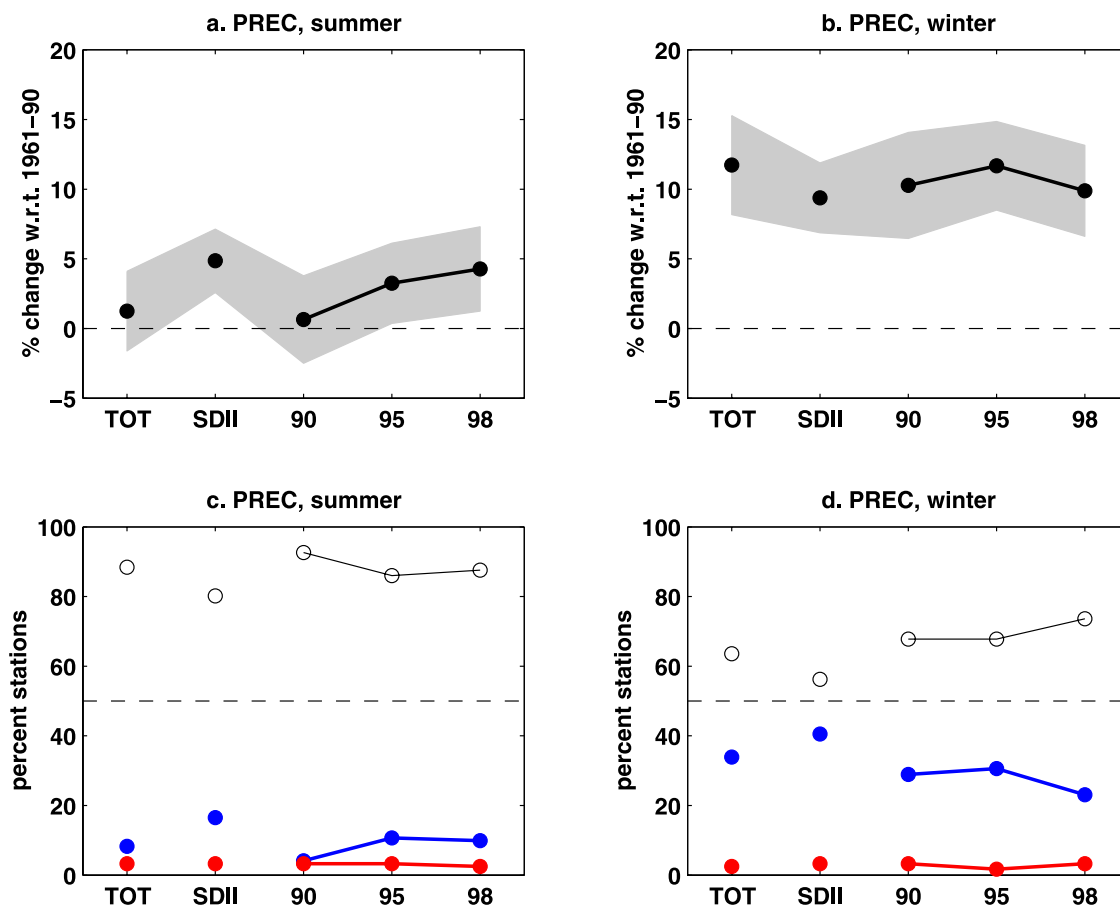 a. PREC, summer
% change w.r.t. 1961−90
20
15
10
5
0
−5
TOT SDII 90 95 98
b. PREC, winter
% change w.r.t. 1961−90
20
15
10
5
0
−5
TOT SDII 90 95 98
c. PREC, summer
percent stations
100
80
60
40
20
0
TOT SDII 90 95 98
d. PREC, winter
percent stations
100
80
60
40
20
0
TOT SDII 90 95 98